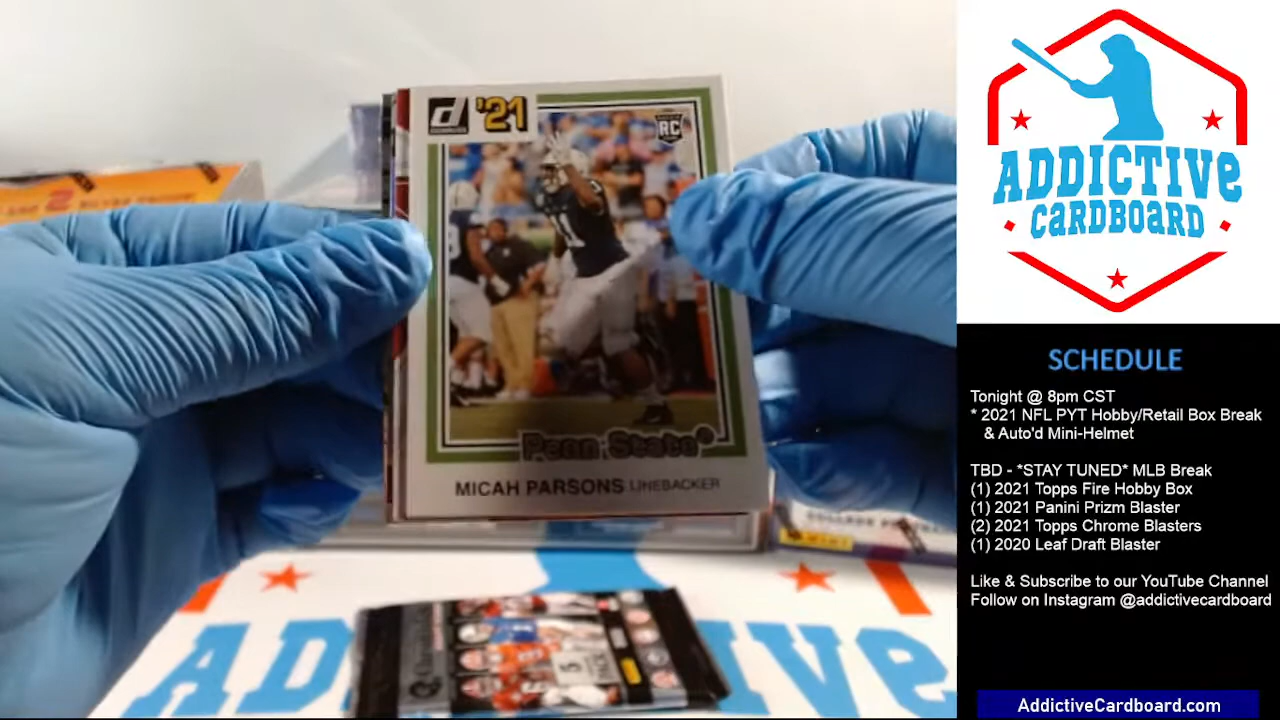 d '21
RC
11
Penn State®
MICAH PARSONS LINEBACKER
5
ADDICTIVE
CARDBOARD
SCHEDULE
Tonight @ 8pm CST
* 2021 NFL PYT Hobby/Retail Box Break
& Auto'd Mini-Helmet
TBD - *STAY TUNED* MLB Break
(1) 2021 Topps Fire Hobby Box
(1) 2021 Panini Prizm Blaster
(2) 2021 Topps Chrome Blasters
(1) 2020 Leaf Draft Blaster
Like & Subscribe to our YouTube Channel
Follow on Instagram @addictivecardboard
AddictiveCardboard.com